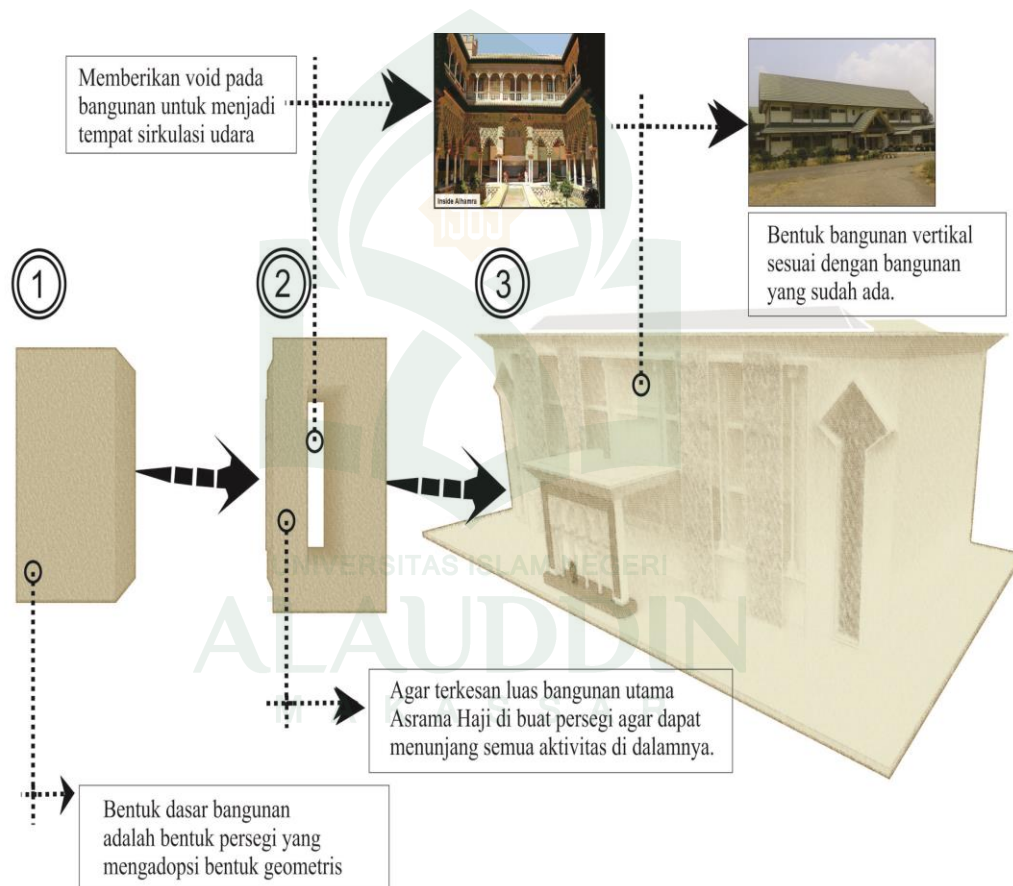 Memberikan void pada
bangunan untuk menjadi
tempat sirkulasi udara
Inside Alhamra
Bentuk bangunan vertikal
sesuai dengan bangunan
yang sudah ada.
1
2
3
1965
UNIVERSITAS ISLAM NEGERI
ALAUDDIN
MAKASSAR
Agar terkesan luas bangunan utama
Asrama Haji di buat persegi agar dapat
menunjang semua aktivitas di dalamnya.
Bentuk dasar bangunan
adalah bentuk persegi yang
mengadopsi bentuk geometris